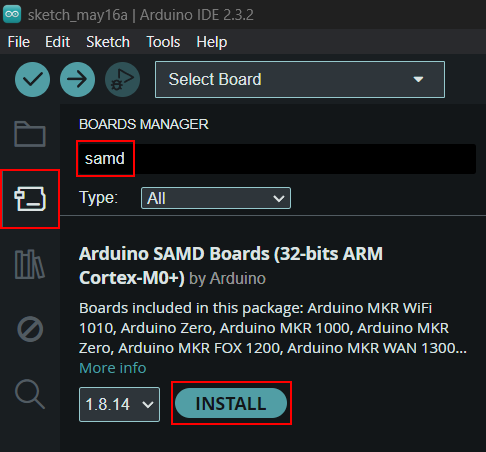 sketch_may16a | Arduino IDE 2.3.2
File Edit Sketch Tools Help
Select Board
BOARDS MANAGER
samd
Type: All
Arduino SAMD Boards (32-bits ARM
Cortex-M0+) by Arduino
Boards included in this package: Arduino MKR WiFi
1010, Arduino Zero, Arduino MKR 1000, Arduino MKR
Zero, Arduino MKR FOX 1200, Arduino MKR WAN 1300...
More info
1.8.14 INSTALL